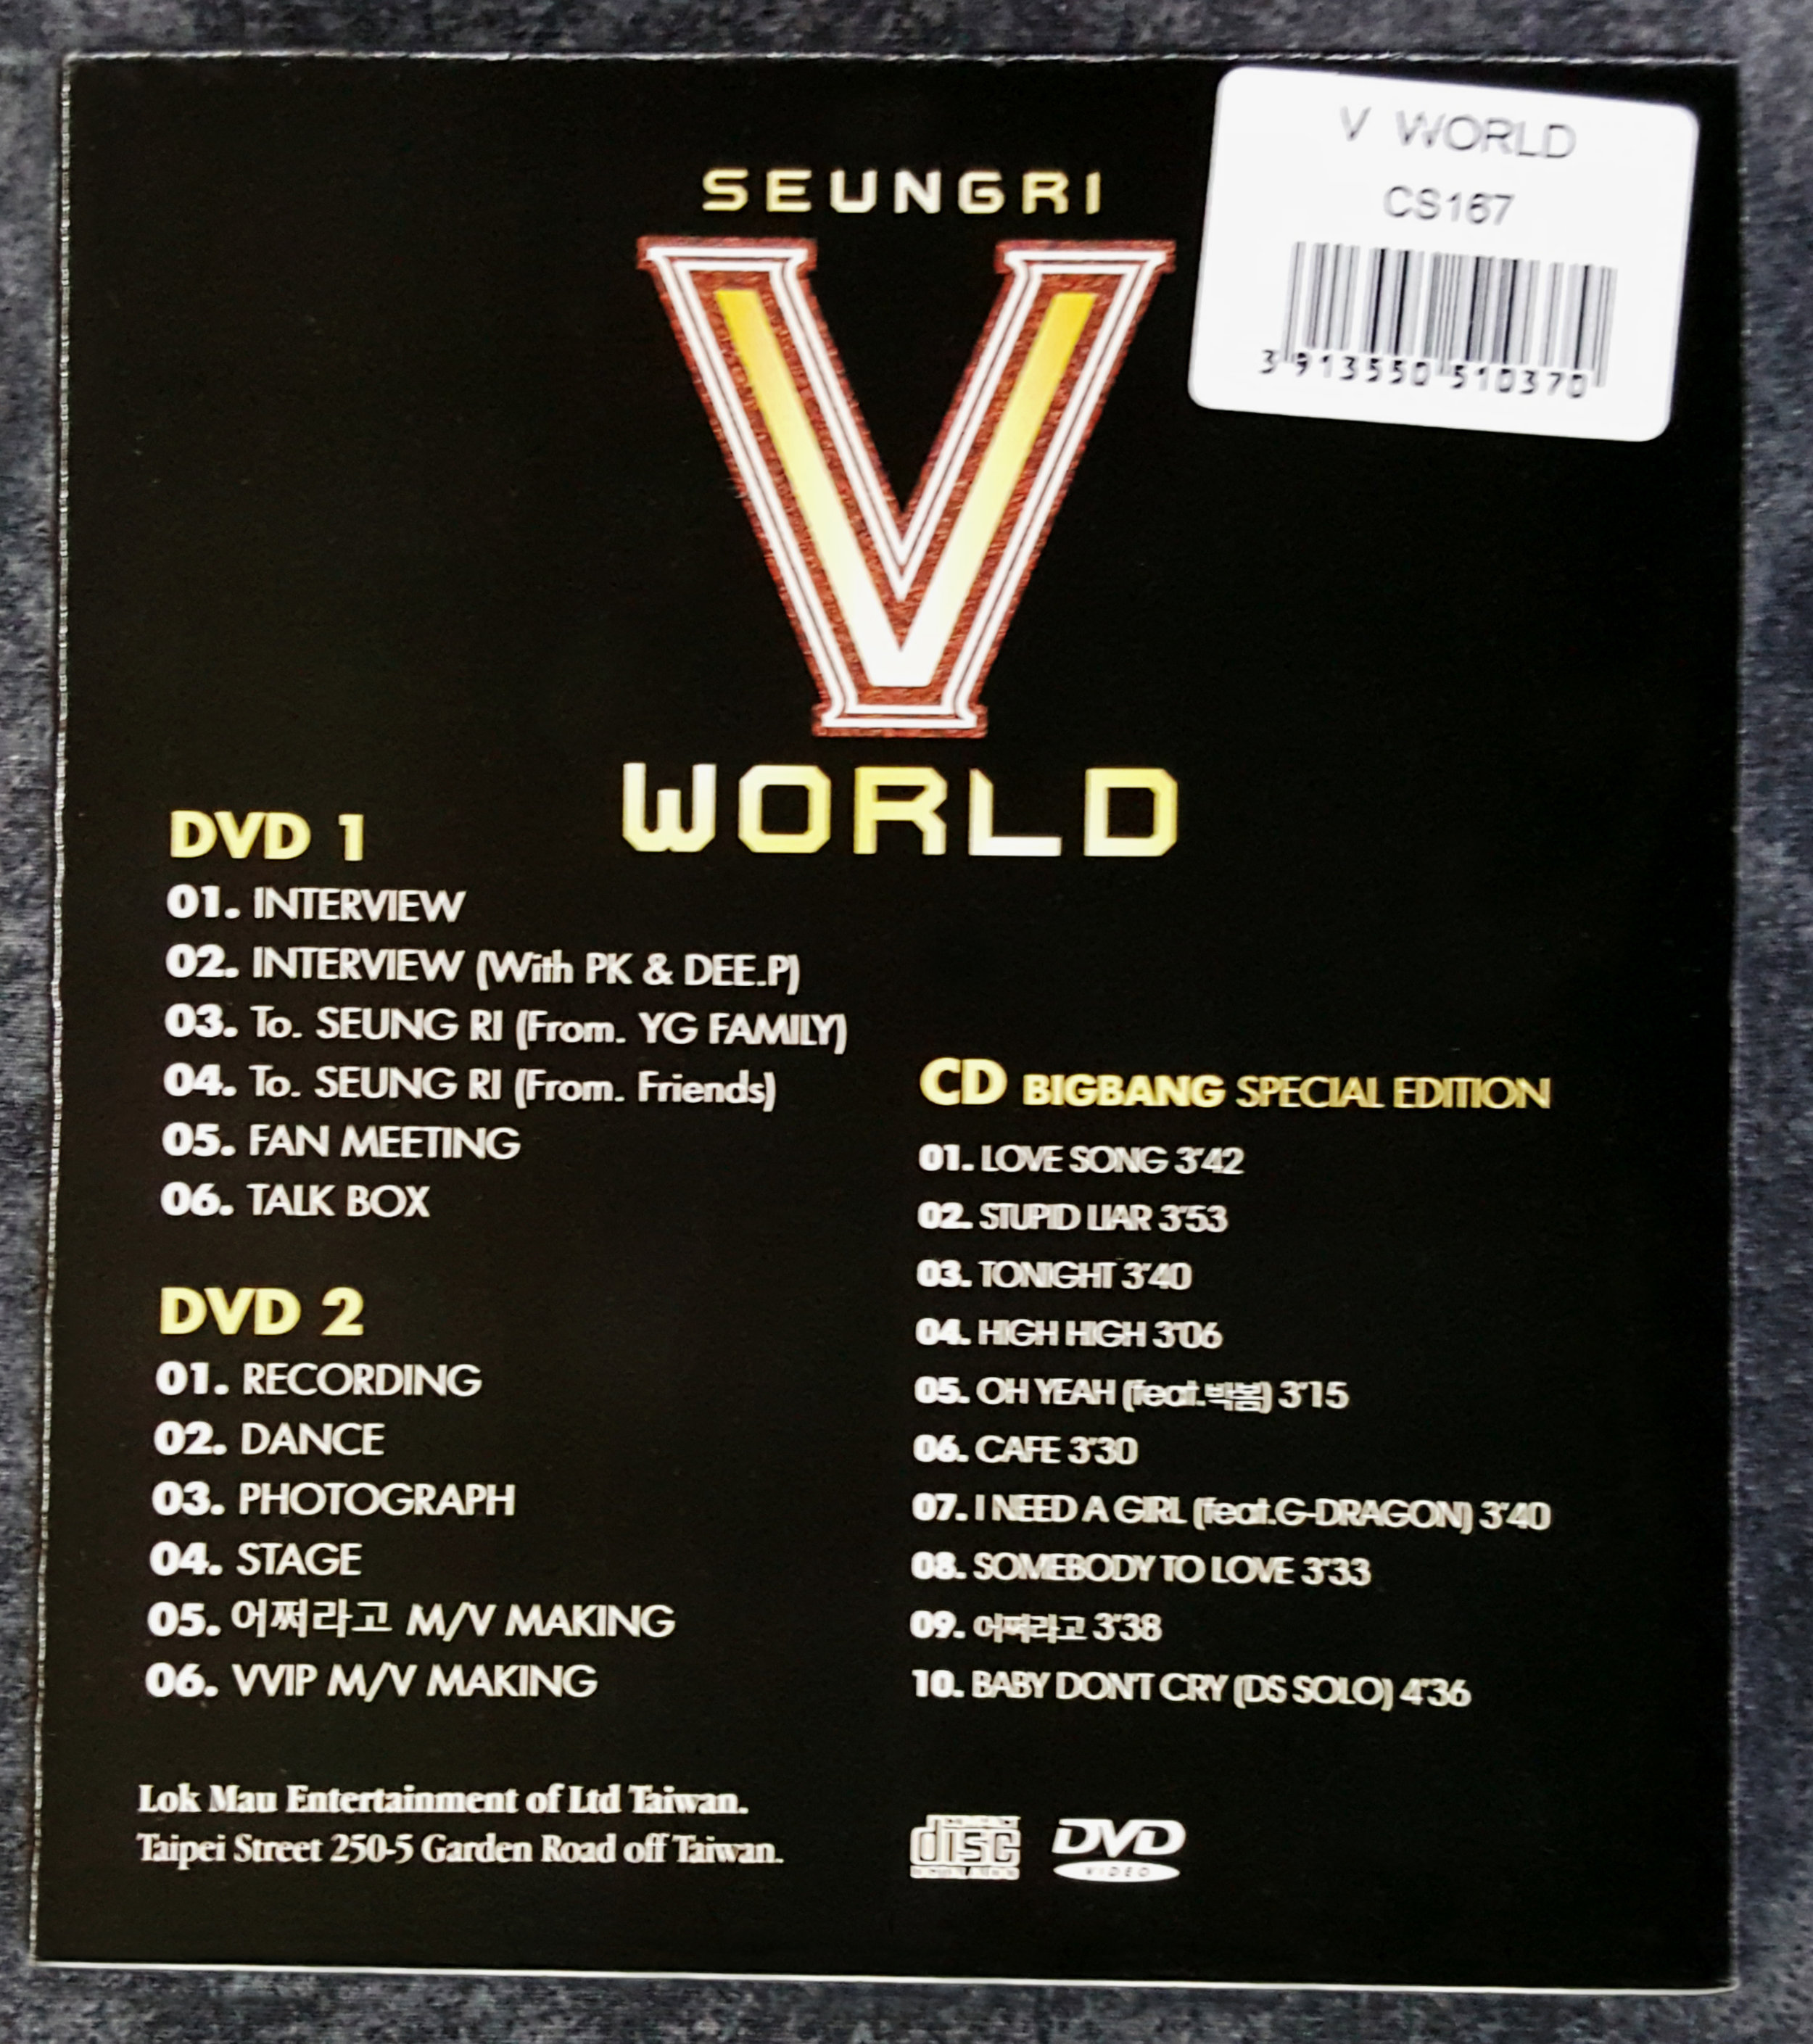 V WORLD
CS167
3 913550 510370
SEUNGRI
V
WORLD
DVD 1
01. INTERVIEW
02. INTERVIEW (With PK & DEE.P)
03. To. SEUNG RI (From. YG FAMILY)
04. To. SEUNG RI (From. Friends)
05. FAN MEETING
06. TALK BOX
DVD 2
01. RECORDING
02. DANCE
03. PHOTOGRAPH
04. STAGE
05. 어쩌라고 M/V MAKING
06. VVIP M/V MAKING
CD BIGBANG SPECIAL EDITION
01. LOVE SONG 3'42
02. STUPID LIAR 3'53
03. TONIGHT 3'40
04. HIGH HIGH 3'06
05. OH YEAH (feat.박봄) 3'15
06. CAFE 3'30
07. I NEED A GIRL (feat.G-DRAGON) 3'40
08. SOMEBODY TO LOVE 3'33
09. 어쩌라고 3'38
10. BABY DON'T CRY (DS SOLO) 4'36
Lok Mau Entertainment of Ltd Taiwan.
Taipei Street 250-5 Garden Road off Taiwan.
COMPACT
disc
DVD
VIDEO